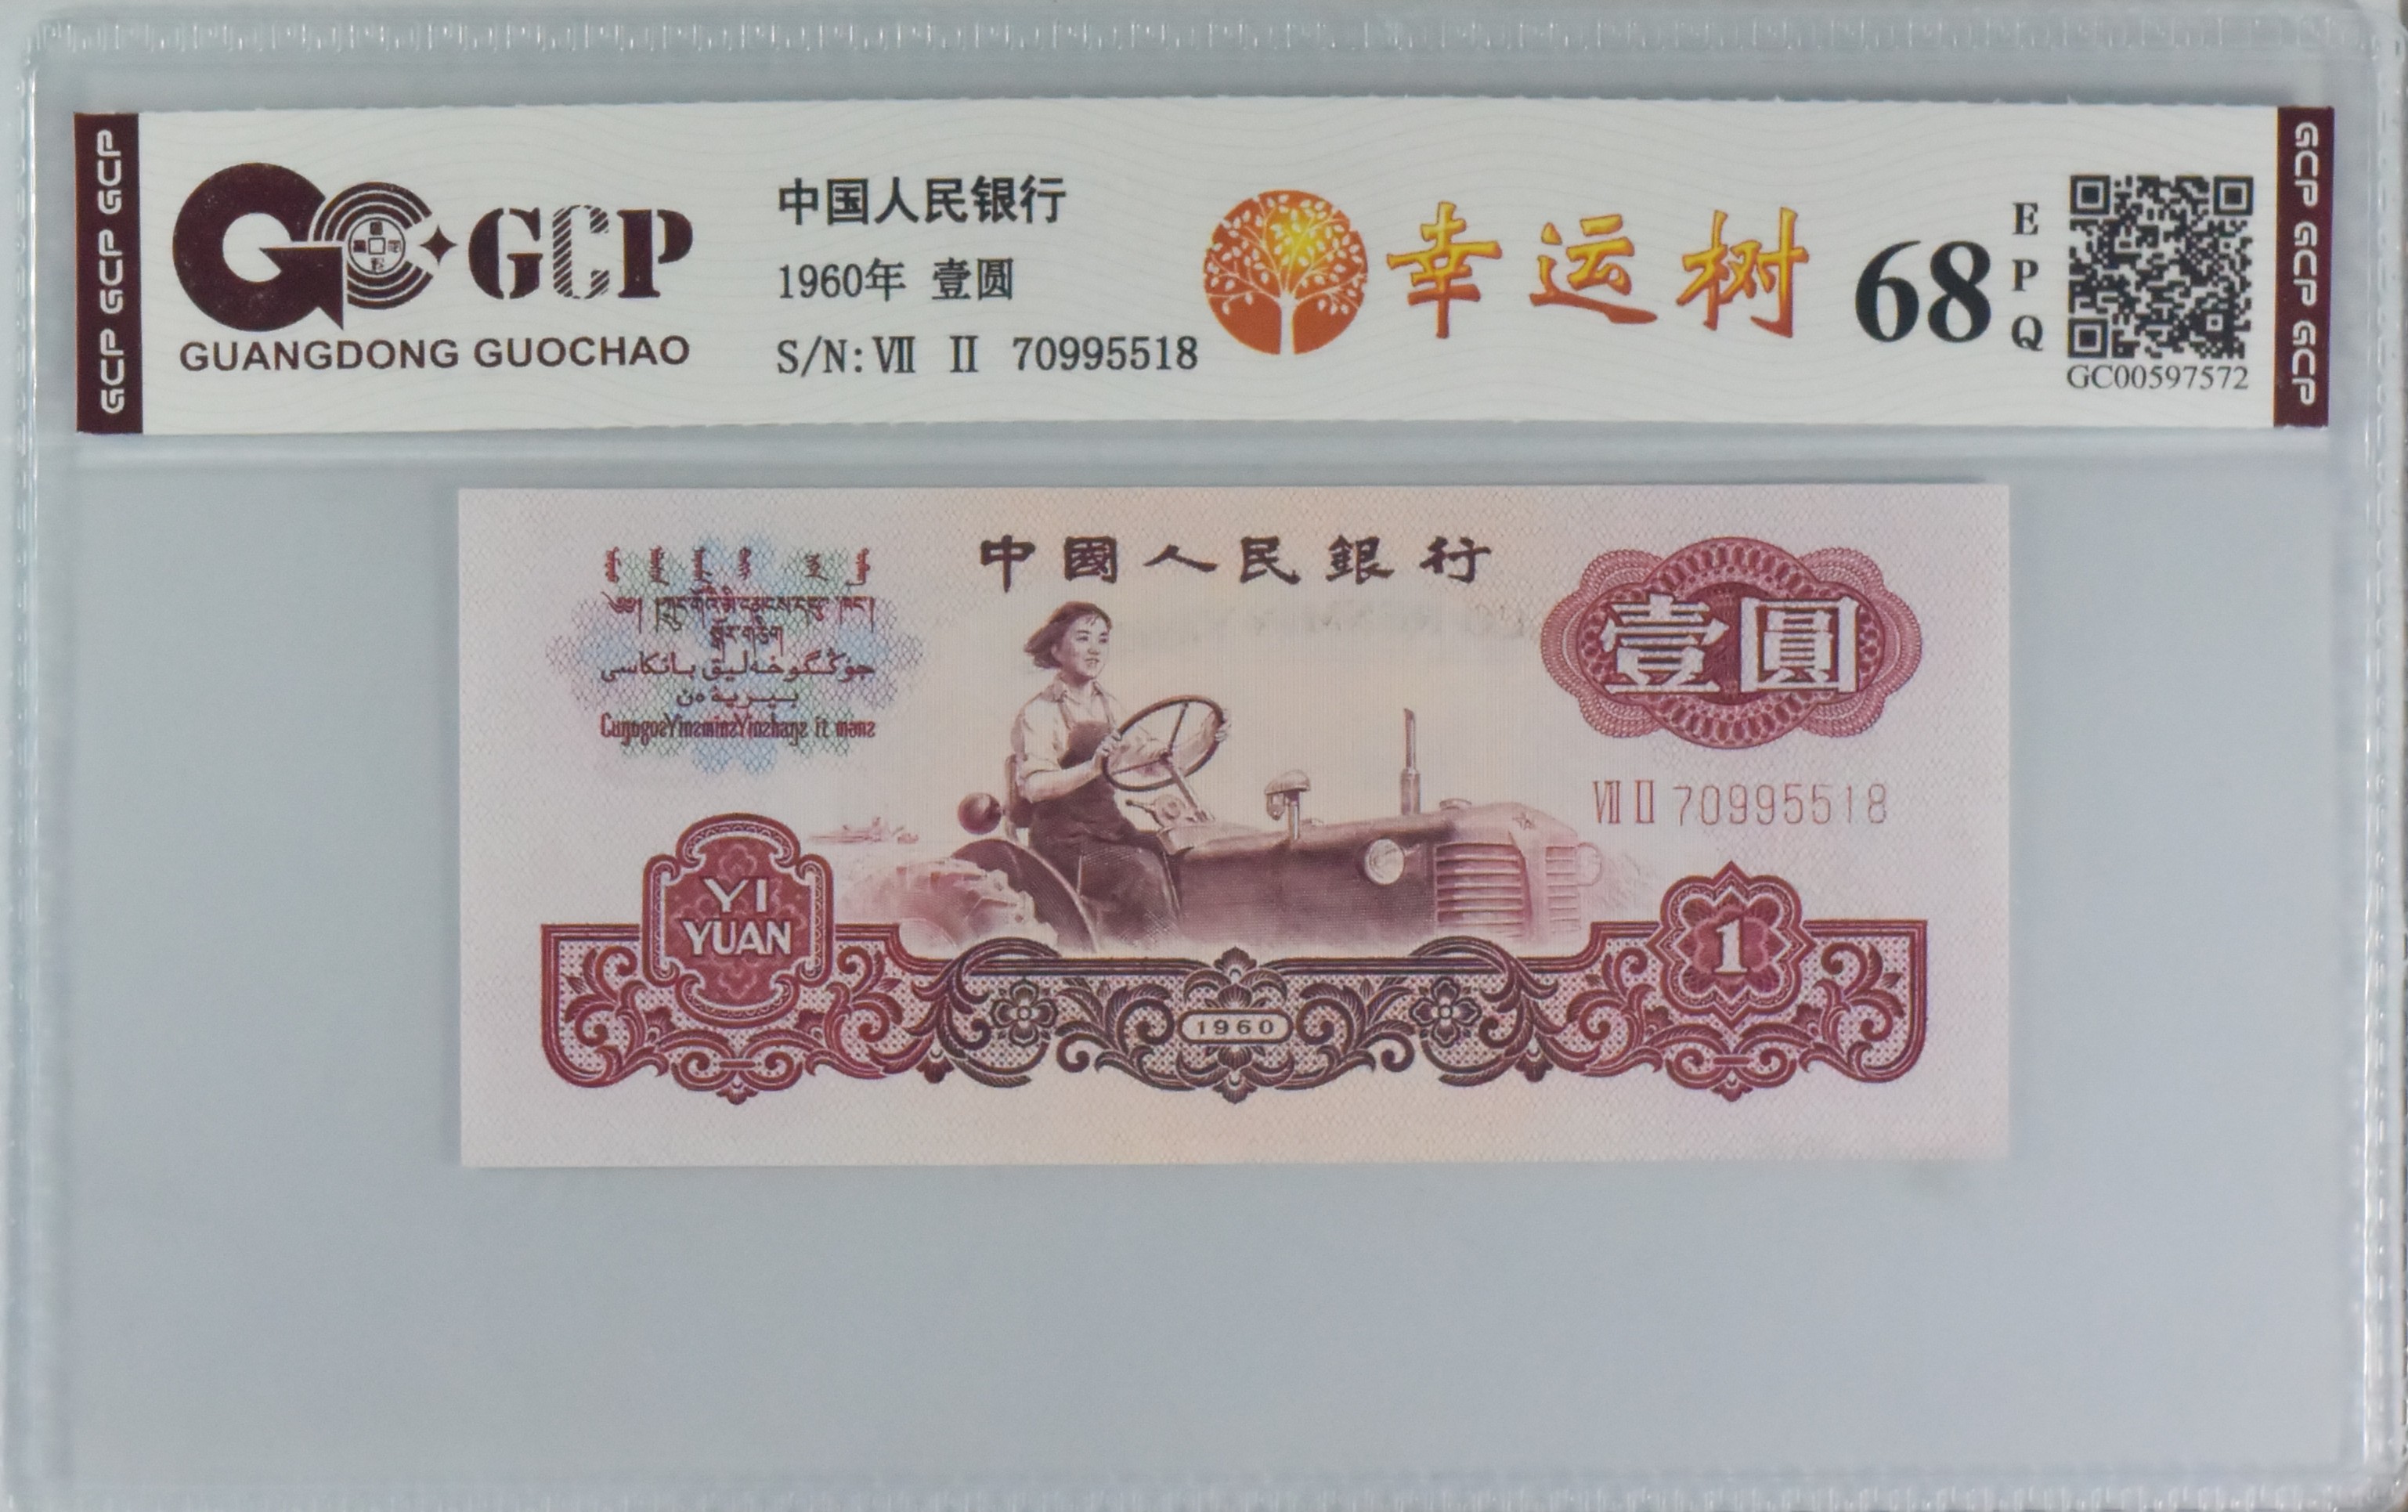 GCP GCP GCP
GCP
GUANGDONG GUOCHAO
中国人民银行
1960年 壹圆
S/N: Ⅶ Ⅱ 70995518
幸运树
68
EPQ
GC00597572
GCP GCP GCP
中國人民銀行
壹圓
Ⅶ Ⅱ 70995518
YI
YUAN
1
1960